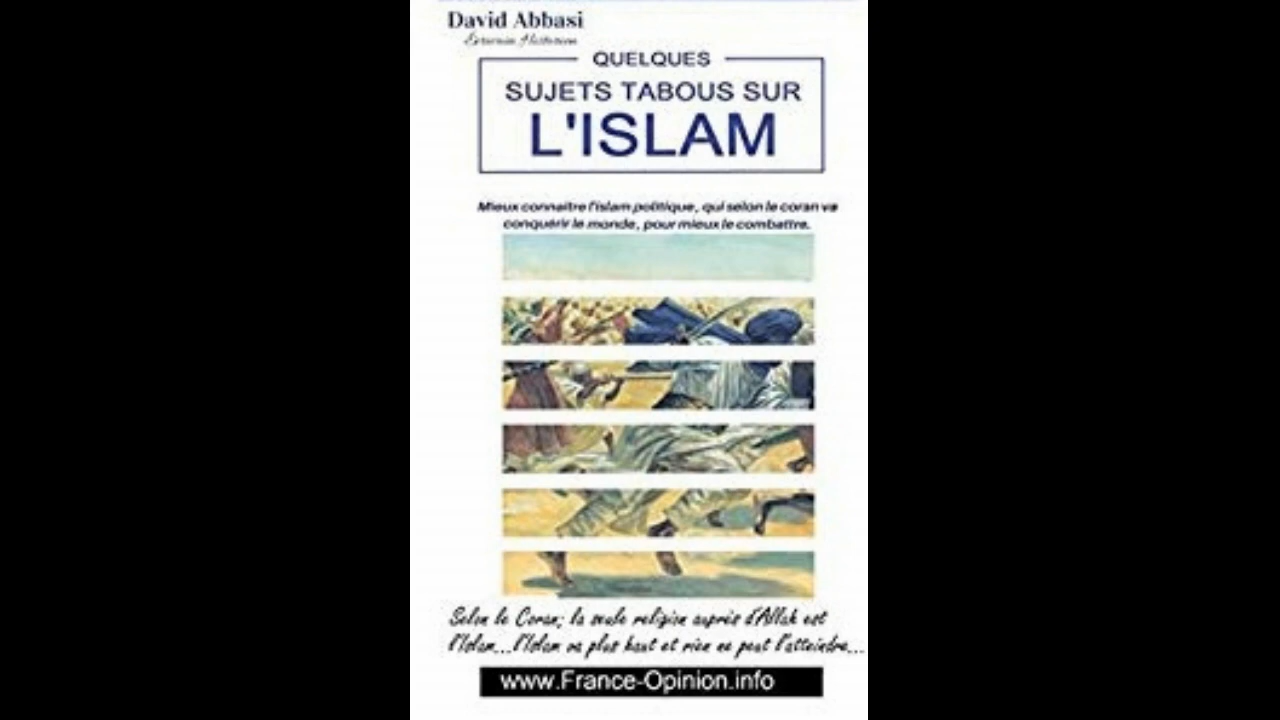 David Abbasi
Écrivain Historien
QUELQUES
SUJETS TABOUS SUR
L'ISLAM
Mieux connaître l'islam politique, qui selon le coran va
conquérir le monde, pour mieux le combattre.
Selon le Coran; la seule religion auprès d'Allah est
l'Islam...l'Islam va plus haut et rien ne peut l'atteindre...
www.France-Opinion.info